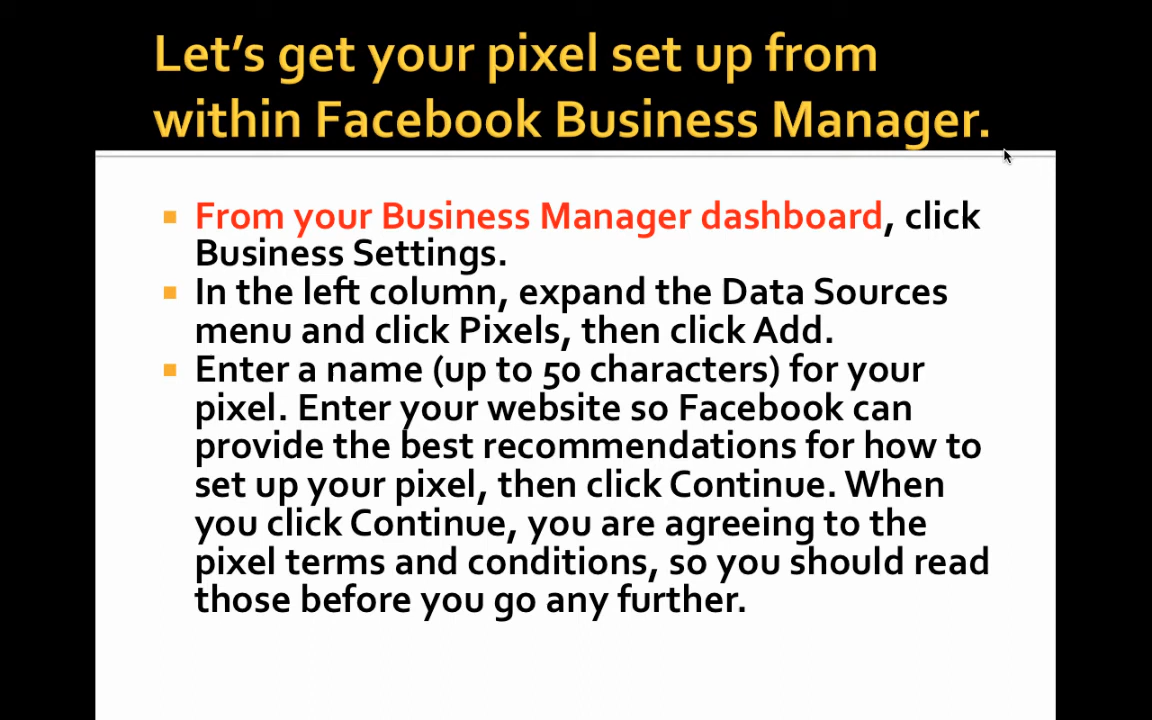 Let’s get your pixel set up from
within Facebook Business Manager.
From your Business Manager dashboard, click
Business Settings.
In the left column, expand the Data Sources
menu and click Pixels, then click Add.
Enter a name (up to 50 characters) for your
pixel. Enter your website so Facebook can
provide the best recommendations for how to
set up your pixel, then click Continue. When
you click Continue, you are agreeing to the
pixel terms and conditions, so you should read
those before you go any further.